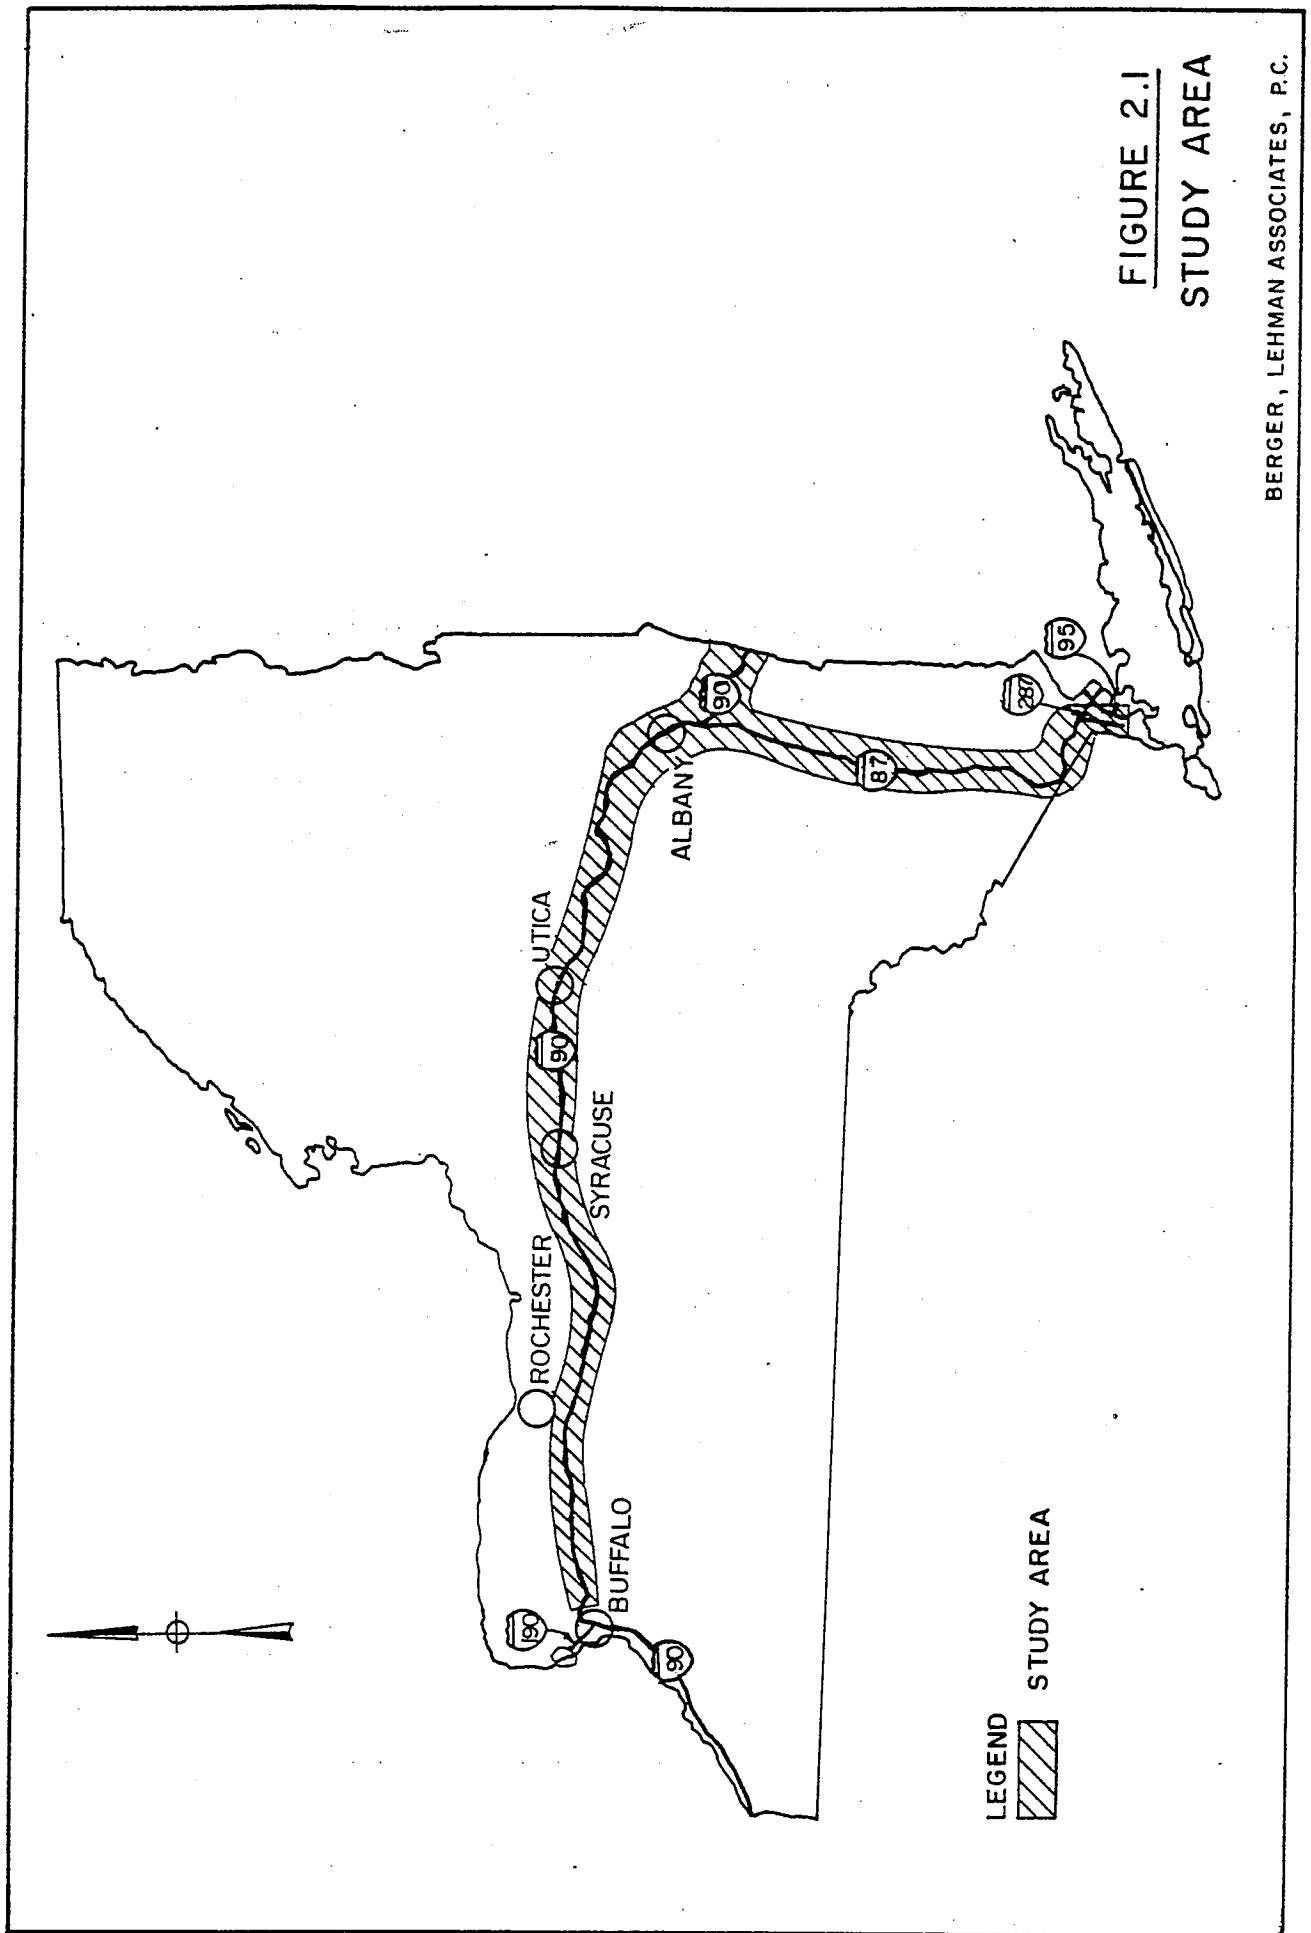 FIGURE 2.1
STUDY AREA
BERGER, LEHMAN ASSOCIATES, P.C.
ROCHESTER
UTICA
SYRACUSE
ALBANY
BUFFALO
190
90
90
90
87
287
95
LEGEND
STUDY AREA